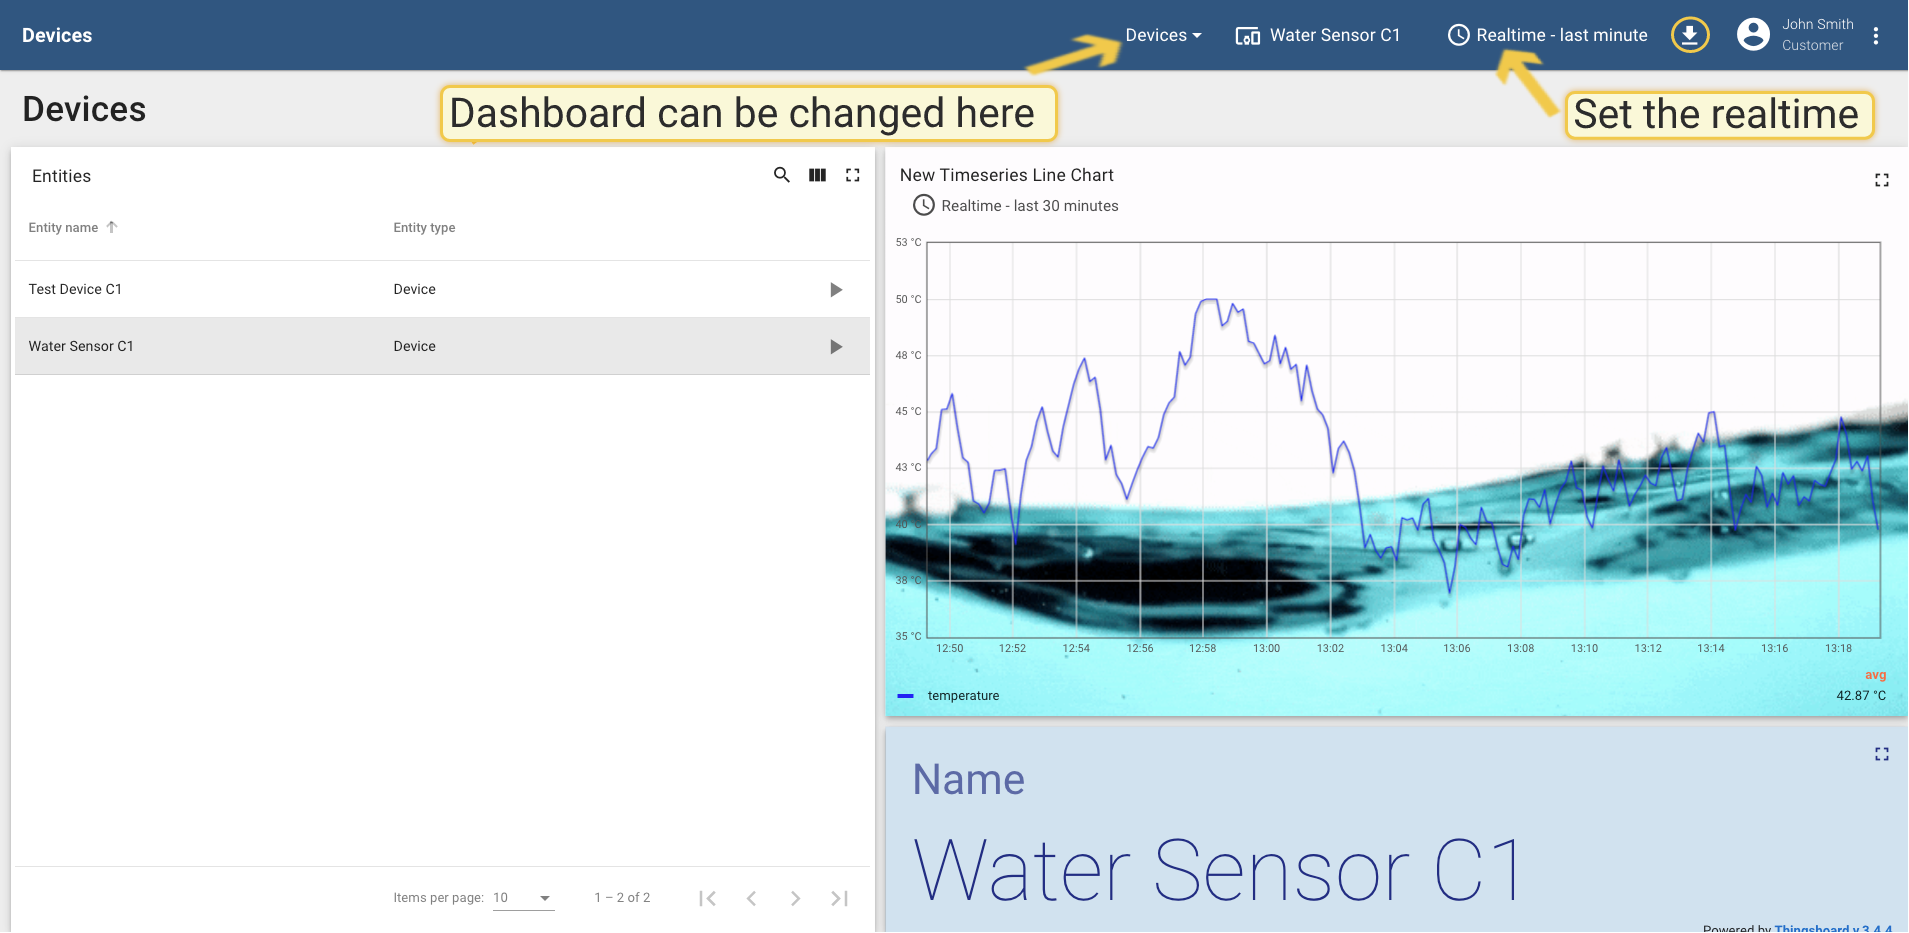 Devices
Devices
Water Sensor C1
Realtime - last minute
John Smith
Customer
Devices
Dashboard can be changed here
Set the realtime
Entities
Entity name
Entity type
Test Device C1
Device
Water Sensor C1
Device
Items per page:
10
1 – 2 of 2
New Timeseries Line Chart
Realtime - last 30 minutes
53 °C
50 °C
48 °C
45 °C
43 °C
40 °C
38 °C
35 °C
12:50
12:52
12:54
12:56
12:58
13:00
13:02
13:04
13:06
13:08
13:10
13:12
13:14
13:16
13:18
avg
temperature
42.87 °C
Name
Water Sensor C1
Powered by Thingsboard v.3.4.4